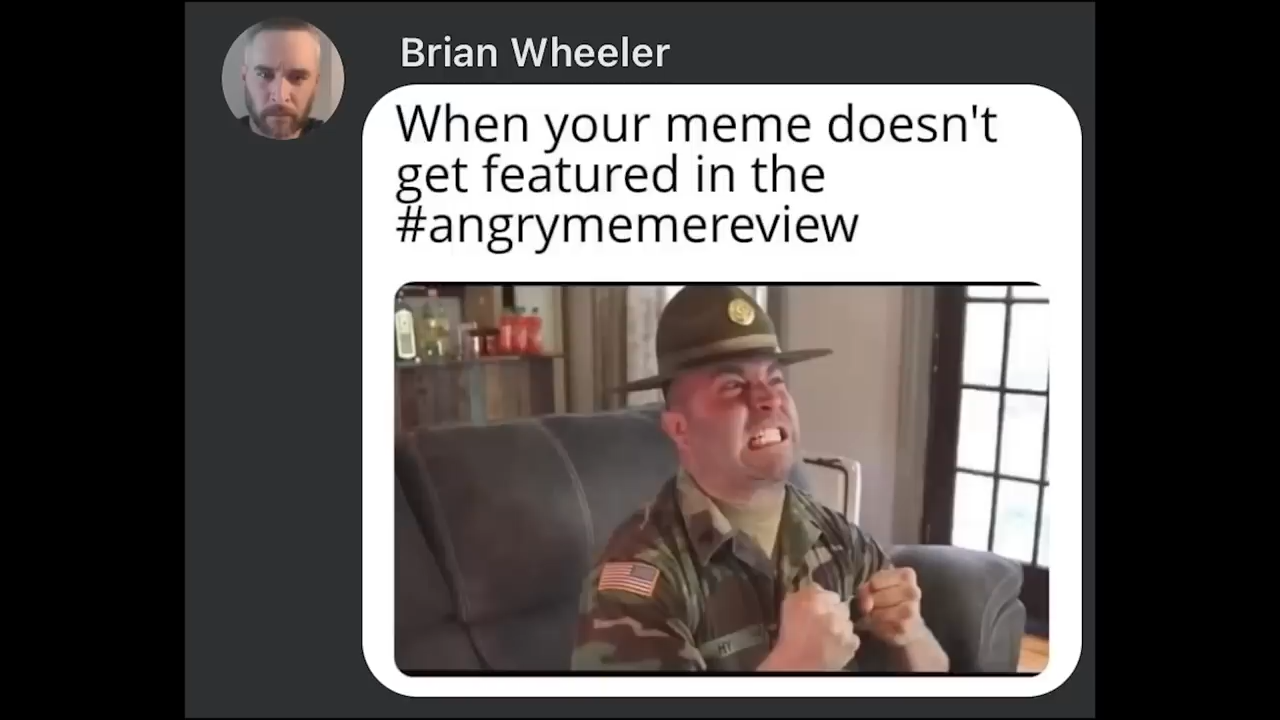 Brian Wheeler
When your meme doesn't
get featured in the
#angrymemereview